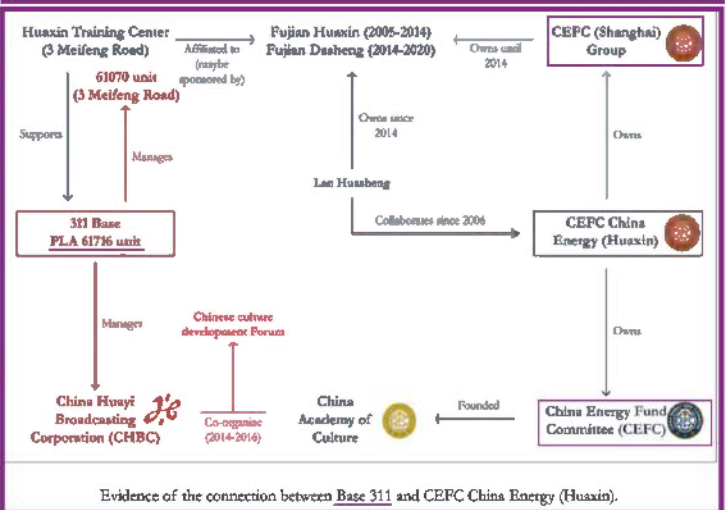 Huaxin Training Center
(3 Meifeng Road)
Affiliated to
(maybe
sponsored by)
Fujian Huaxin (2005-2014)
Fujian Dasheng (2014-2020)
Owns until
2014
CEFC (Shanghai)
Group
61070 unit
(3 Meifeng Road)
Supports
Manages
Owns since
2014
Owns
Lan Huasheng
Collaborates since 2006
311 Base
PLA 61716 unit
CEFC China
Energy (Huaxin)
Manages
Chinese culture
development Forum
Owns
China Huayi
Broadcasting
Corporation (CHBC)
Co-organise
(2014-2016)
China
Academy of
Culture
Founded
China Energy Fund
Committee (CEFC)
Evidence of the connection between Base 311 and CEFC China Energy (Huaxin).